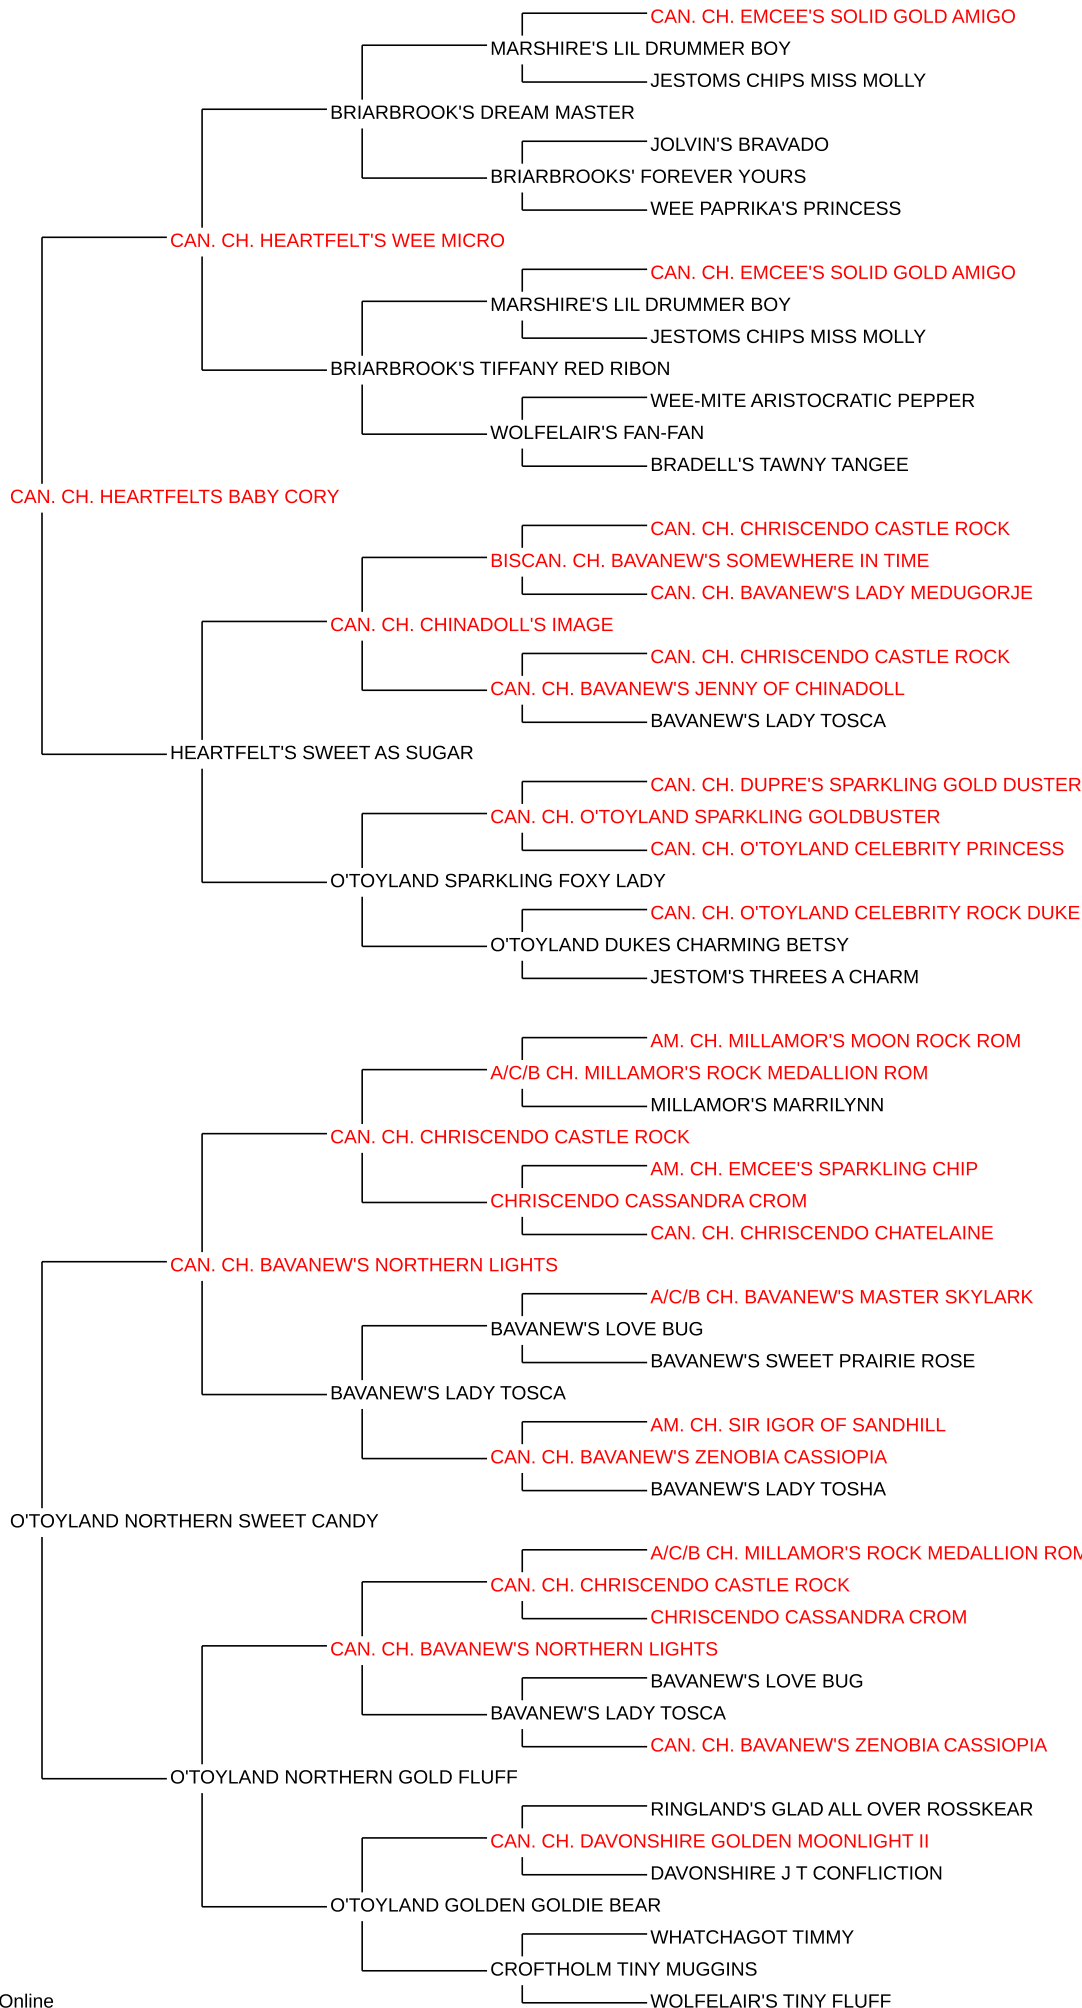 CAN. CH. EMCEE'S SOLID GOLD AMIGO
MARSHIRE'S LIL DRUMMER BOY
JESTOMS CHIPS MISS MOLLY
BRIARBROOK'S DREAM MASTER
JOLVIN'S BRAVADO
BRIARBROOKS' FOREVER YOURS
WEE PAPRIKA'S PRINCESS
CAN. CH. HEARTFELT'S WEE MICRO
CAN. CH. EMCEE'S SOLID GOLD AMIGO
MARSHIRE'S LIL DRUMMER BOY
JESTOMS CHIPS MISS MOLLY
BRIARBROOK'S TIFFANY RED RIBON
WEE-MITE ARISTOCRATIC PEPPER
WOLFELAIR'S FAN-FAN
BRADELL'S TAWNY TANGEE
CAN. CH. HEARTFELTS BABY CORY
CAN. CH. CHRISCENDO CASTLE ROCK
BISCAN. CH. BAVANEW'S SOMEWHERE IN TIME
CAN. CH. BAVANEW'S LADY MEDUGORJE
CAN. CH. CHINADOLL'S IMAGE
CAN. CH. CHRISCENDO CASTLE ROCK
CAN. CH. BAVANEW'S JENNY OF CHINADOLL
BAVANEW'S LADY TOSCA
HEARTFELT'S SWEET AS SUGAR
CAN. CH. DUPRE'S SPARKLING GOLD DUSTER
CAN. CH. O'TOYLAND SPARKLING GOLDBUSTER
CAN. CH. O'TOYLAND CELEBRITY PRINCESS
O'TOYLAND SPARKLING FOXY LADY
CAN. CH. O'TOYLAND CELEBRITY ROCK DUKE
O'TOYLAND DUKES CHARMING BETSY
JESTOM'S THREES A CHARM
AM. CH. MILLAMOR'S MOON ROCK ROM
A/C/B CH. MILLAMOR'S ROCK MEDALLION ROM
MILLAMOR'S MARRILYNN
CAN. CH. CHRISCENDO CASTLE ROCK
AM. CH. EMCEE'S SPARKLING CHIP
CHRISCENDO CASSANDRA CROM
CAN. CH. CHRISCENDO CHATELAINE
CAN. CH. BAVANEW'S NORTHERN LIGHTS
A/C/B CH. BAVANEW'S MASTER SKYLARK
BAVANEW'S LOVE BUG
BAVANEW'S SWEET PRAIRIE ROSE
BAVANEW'S LADY TOSCA
AM. CH. SIR IGOR OF SANDHILL
CAN. CH. BAVANEW'S ZENOBIA CASSIOPIA
BAVANEW'S LADY TOSHA
O'TOYLAND NORTHERN SWEET CANDY
A/C/B CH. MILLAMOR'S ROCK MEDALLION ROM
CAN. CH. CHRISCENDO CASTLE ROCK
CHRISCENDO CASSANDRA CROM
CAN. CH. BAVANEW'S NORTHERN LIGHTS
BAVANEW'S LOVE BUG
BAVANEW'S LADY TOSCA
CAN. CH. BAVANEW'S ZENOBIA CASSIOPIA
O'TOYLAND NORTHERN GOLD FLUFF
RINGLAND'S GLAD ALL OVER ROSSKEAR
CAN. CH. DAVONSHIRE GOLDEN MOONLIGHT II
DAVONSHIRE J T CONFLICTION
O'TOYLAND GOLDEN GOLDIE BEAR
WHATCHAGOT TIMMY
CROFTHOLM TINY MUGGINS
WOLFELAIR'S TINY FLUFF
Online